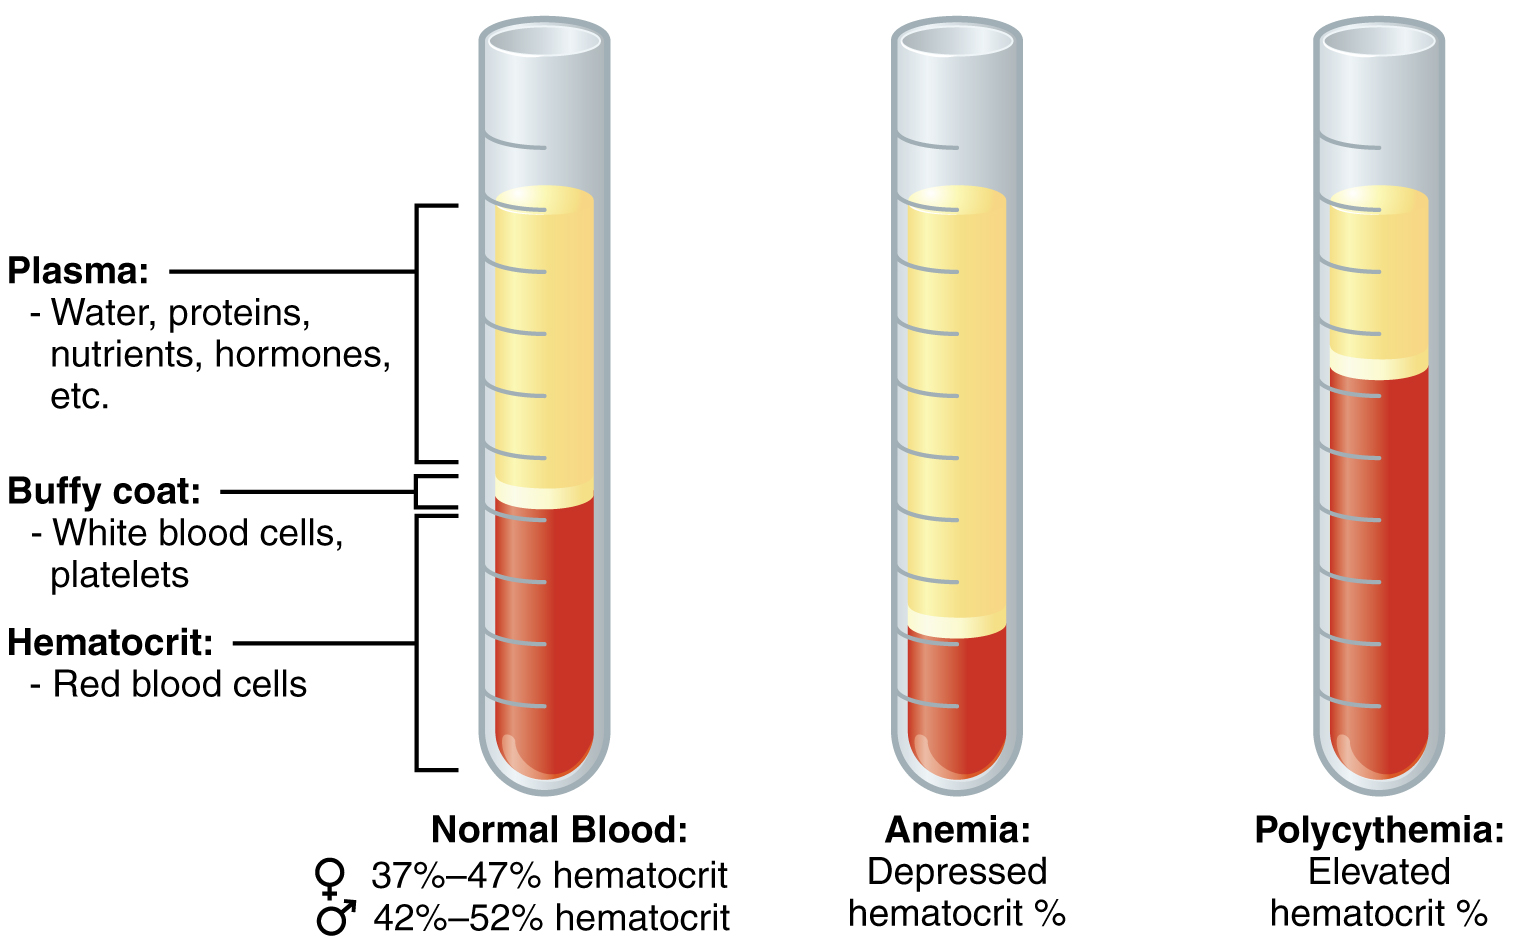 Plasma:
- Water, proteins,
nutrients, hormones,
etc.
Buffy coat:
- White blood cells,
platelets
Hematocrit:
- Red blood cells
Normal Blood:
♀ 37%–47% hematocrit
♂ 42%–52% hematocrit
Anemia:
Depressed
hematocrit %
Polycythemia:
Elevated
hematocrit %